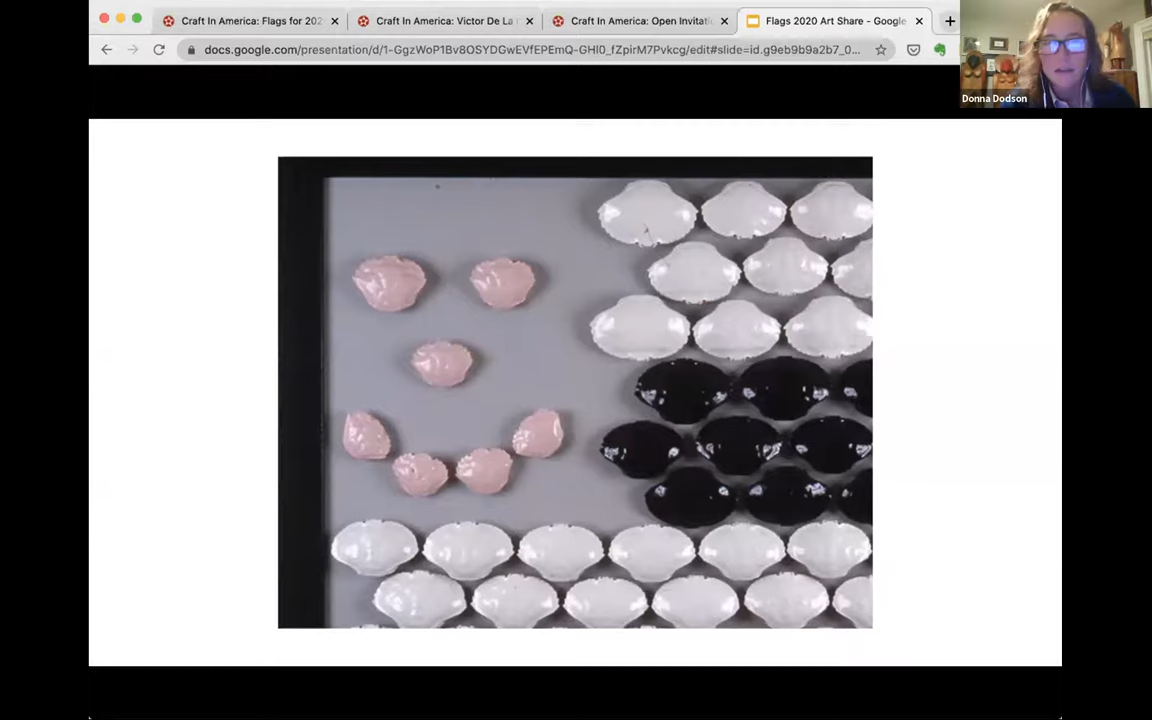 Craft In America: Flags for 202
Craft In America: Victor De La
Craft In America: Open Invitati
Flags 2020 Art Share - Google
docs.google.com/presentation/d/1-GgzWoP1Bv8OSYDGwEVfEPEmQ-GHl0_fZpirM7Pvkcg/edit#slide=id.g9eb9b9a2b7_0...
Donna Dodson